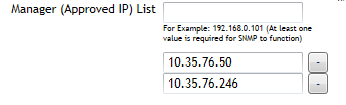 Manager (Approved IP) List
For Example: 192.168.0.101 (At least one
value is required for SNMP to function)
10.35.76.50 -
10.35.76.246 -